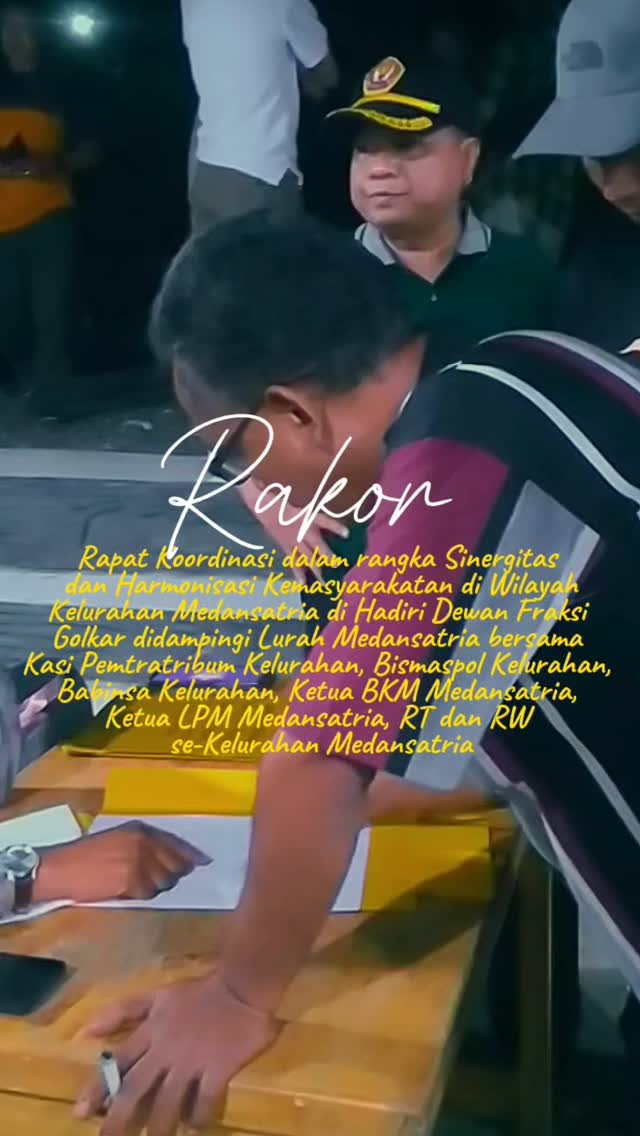 Rakor
Rapat Koordinasi dalam rangka Sinergitas
dan Harmonisasi Kemasyarakatan di Wilayah
Kelurahan Medansatria di Hadiri Dewan Fraksi
Golkar didampingi Lurah Medansatria bersama
Kasi Pemtratribum Kelurahan, Bismaspol Kelurahan,
Babinsa Kelurahan, Ketua BKM Medansatria,
Ketua LPM Medansatria, RT dan RW
se-Kelurahan Medansatria